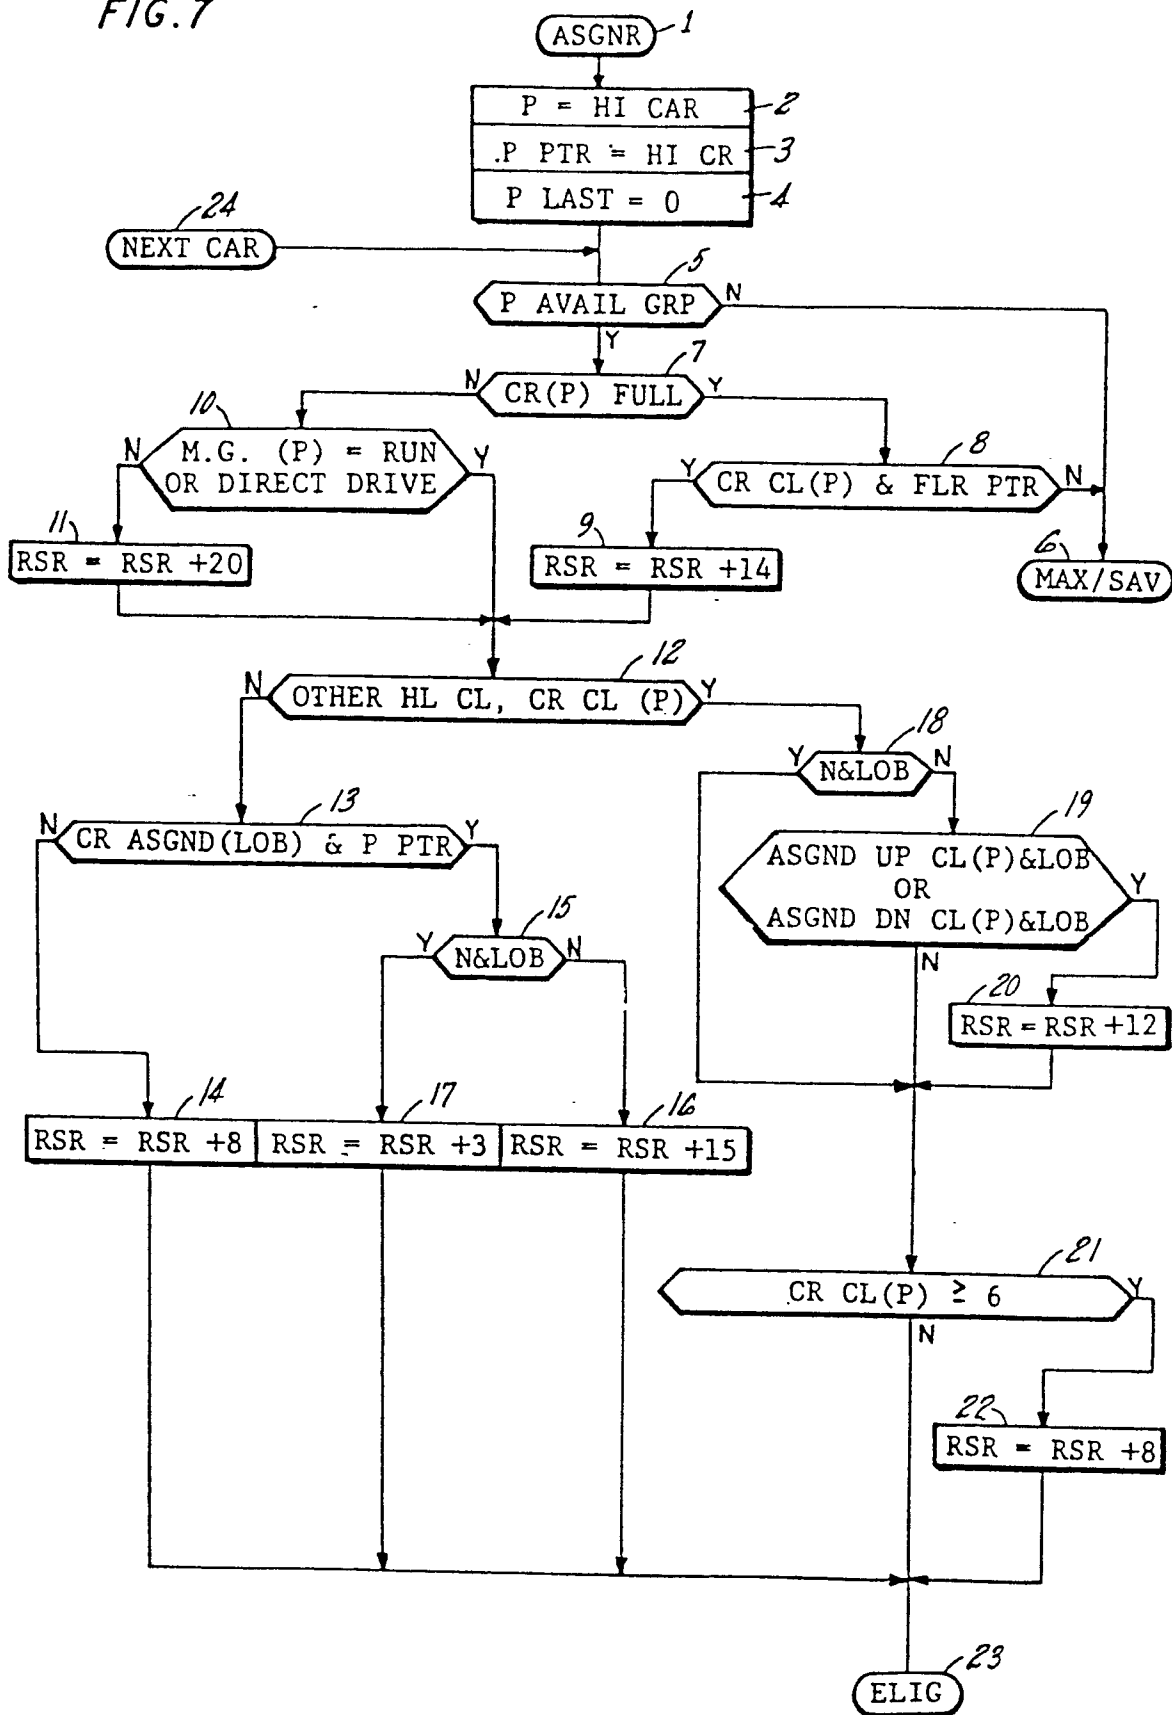 FIG. 7
ASGNR 1
P = HI CAR 2
P PTR = HI CR 3
P LAST = 0 4
24
NEXT CAR
5
P AVAIL GRP N
Y
7
N CR(P) FULL Y
10
N M.G. (P) = RUN Y
OR DIRECT DRIVE
8
Y CR CL(P) & FLR PTR N
11
RSR = RSR +20
9
RSR = RSR +14
6
MAX/SAV
12
N OTHER HL CL, CR CL (P) Y
18
Y N&LOB N
13
N CR ASGND(LOB) & P PTR Y
19
ASGND UP CL(P)&LOB
OR
ASGND DN CL(P)&LOB
Y
N
15
Y N&LOB N
20
RSR = RSR +12
14
RSR = RSR +8
17
RSR = RSR +3
16
RSR = RSR +15
21
CR CL(P) ≥ 6 Y
N
22
RSR = RSR +8
23
ELIG